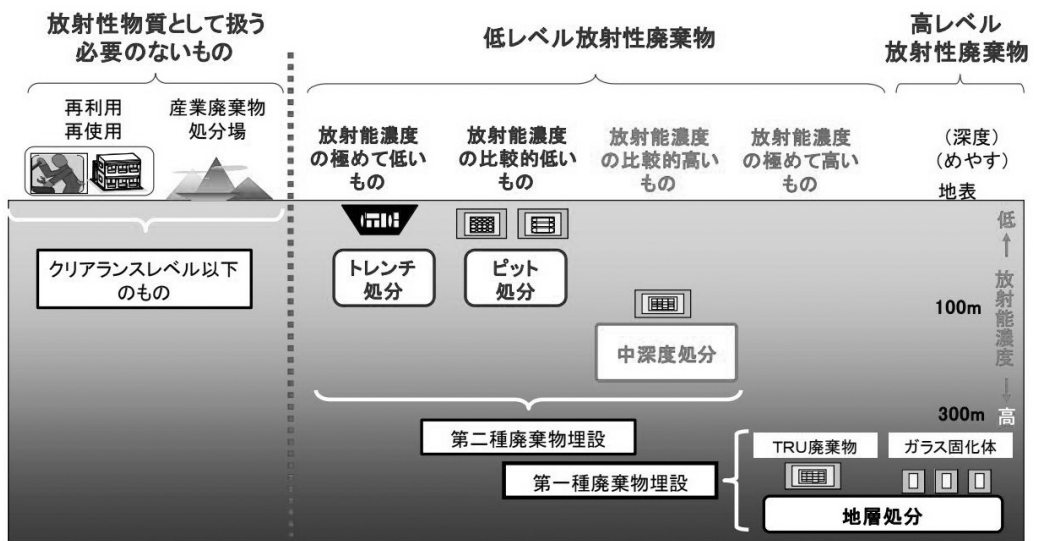 放射性物質として扱う
必要のないもの
低レベル放射性廃棄物
高レベル
放射性廃棄物
再利用
再使用
産業廃棄物
処分場
放射能濃度
の極めて低い
もの
放射能濃度
の比較的低い
もの
放射能濃度
の比較的高い
もの
放射能濃度
の極めて高い
もの
(深度)
(めやす)
地表
クリアランスレベル以下
のもの
トレンチ
処分
ピット
処分
中深度処分
低
放射能濃度
高
100m
300m
第二種廃棄物埋設
第一種廃棄物埋設
TRU廃棄物
ガラス固化体
地層処分